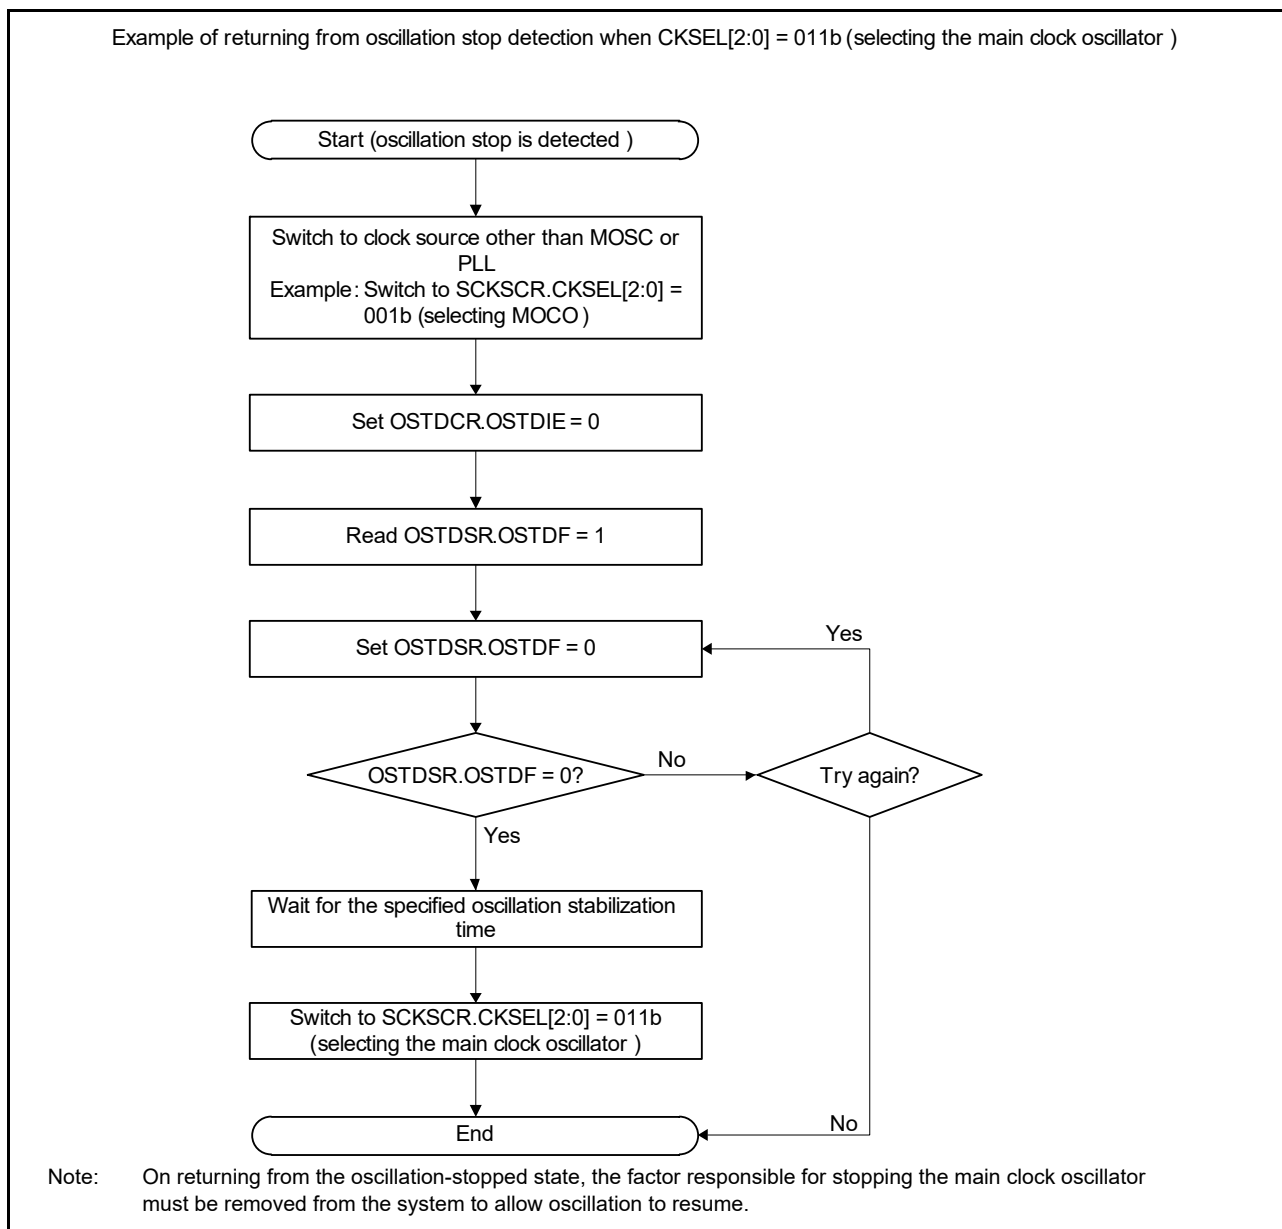 Example of returning from oscillation stop detection when CKSEL[2:0] = 011b (selecting the main clock oscillator )
Start (oscillation stop is detected )
Switch to clock source other than MOSC or
PLL
Example: Switch to SCKSCR.CKSEL[2:0] =
001b (selecting MOCO )
Set OSTDCR.OSTDIE = 0
Read OSTDSR.OSTDF = 1
Set OSTDSR.OSTDF = 0
Yes
OSTDSR.OSTDF = 0?
No
Try again?
Yes
Wait for the specified oscillation stabilization
time
Switch to SCKSCR.CKSEL[2:0] = 011b
(selecting the main clock oscillator )
No
End
Note: On returning from the oscillation-stopped state, the factor responsible for stopping the main clock oscillator
must be removed from the system to allow oscillation to resume.